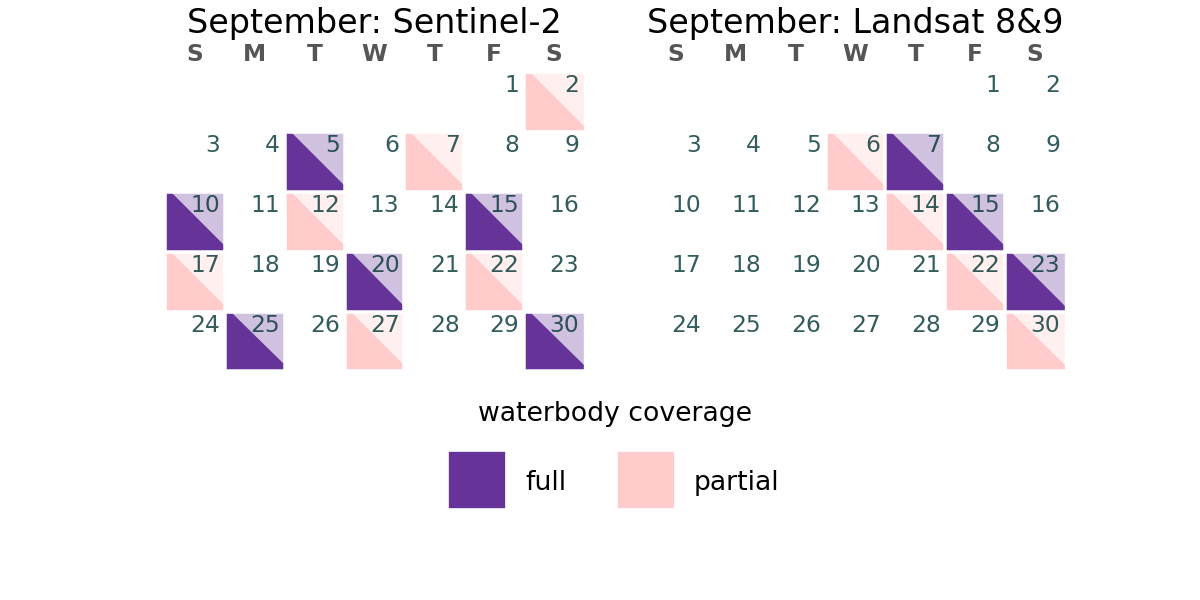 September: Sentinel-2
S M T W T F S
1 2
3 4 5 6 7 8 9
10 11 12 13 14 15 16
17 18 19 20 21 22 23
24 25 26 27 28 29 30
September: Landsat 8&9
S M T W T F S
1 2
3 4 5 6 7 8 9
10 11 12 13 14 15 16
17 18 19 20 21 22 23
24 25 26 27 28 29 30
waterbody coverage
full partial